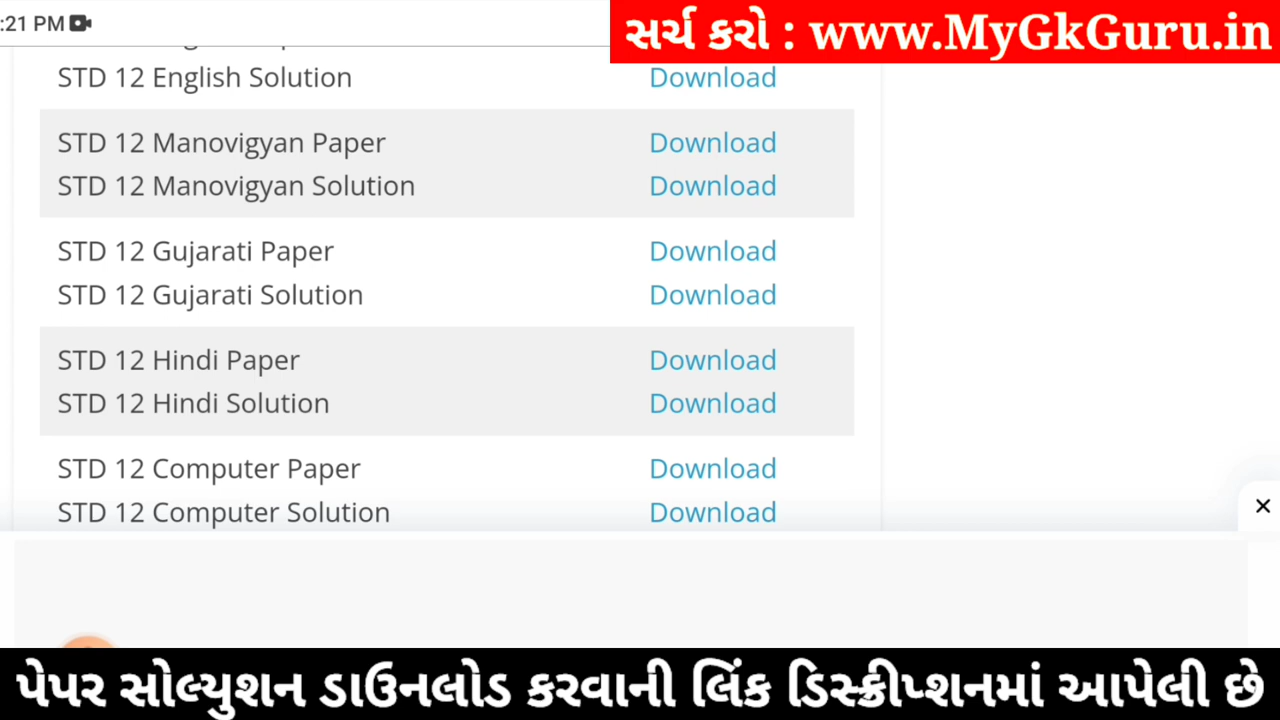 :21 PM
સર્ચ કરો : www.MyGkGuru.in
STD 12 English Solution Download
STD 12 Manovigyan Paper Download
STD 12 Manovigyan Solution Download
STD 12 Gujarati Paper Download
STD 12 Gujarati Solution Download
STD 12 Hindi Paper Download
STD 12 Hindi Solution Download
STD 12 Computer Paper Download
STD 12 Computer Solution Download
પેપર સોલ્યુશન ડાઉનલોડ કરવાની લિંક ડિસ્ક્રીપ્શનમાં આપેલી છે